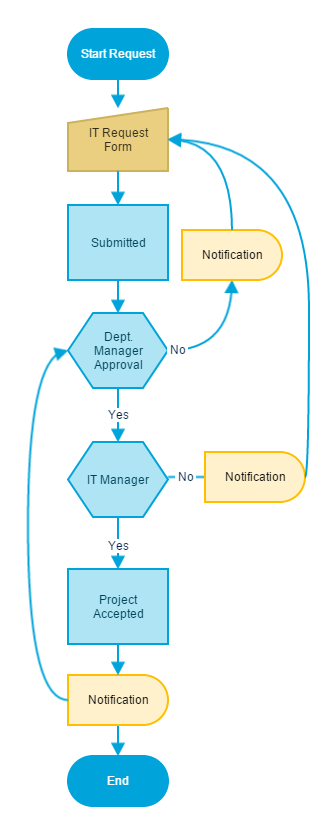 Start Request
IT Request
Form
Submitted
Notification
Dept.
Manager
Approval
No
Yes
IT Manager
No
Notification
Yes
Project
Accepted
Notification
End